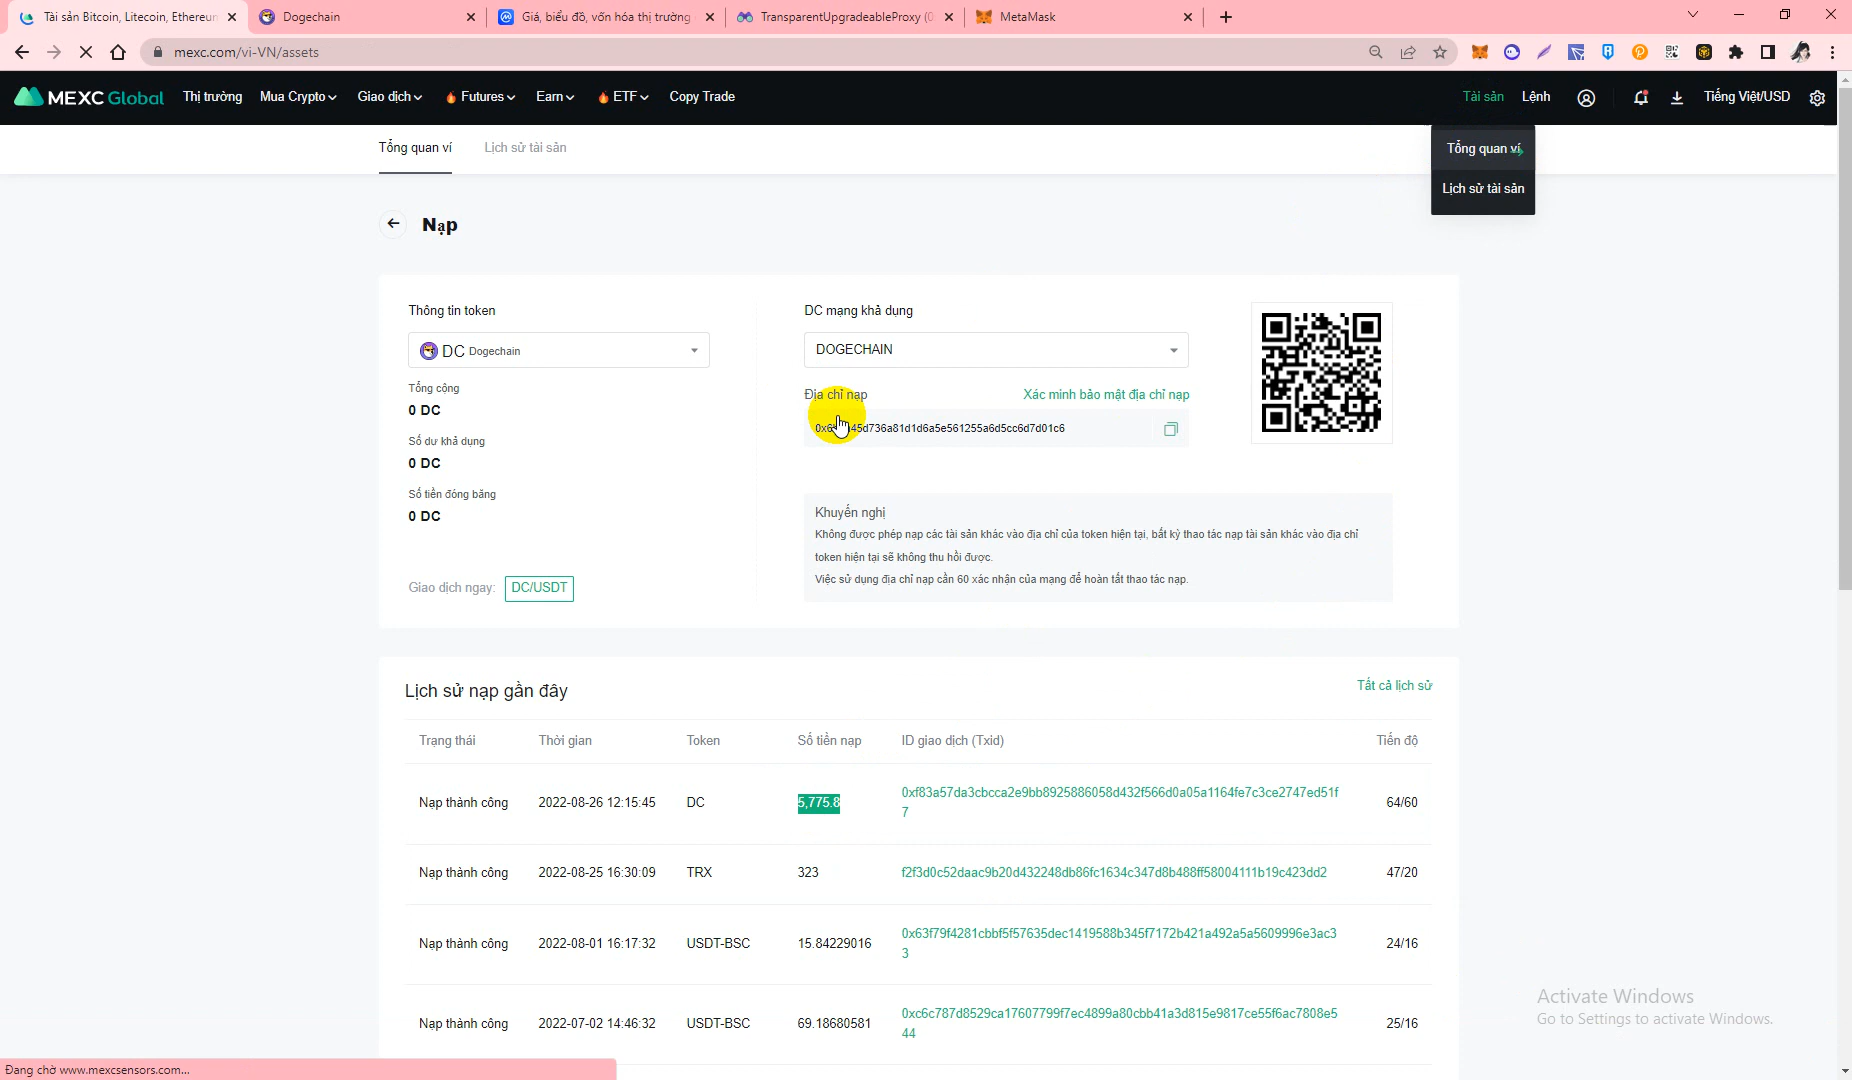 Tài sản Bitcoin, Litecoin, Ethereum
Dogechain
Giá, biểu đồ, vốn hóa thị trường
TransparentUpgradeableProxy (0
MetaMask
mexc.com/vi-VN/assets
MEXC Global
Thị trường
Mua Crypto
Giao dịch
Futures
Earn
ETF
Copy Trade
Tài sản
Lệnh
Tiếng Việt/USD
Tổng quan ví
Lịch sử tài sản
Tổng quan ví
Lịch sử tài sản
Nạp
Thông tin token
DC Dogechain
Tổng cộng
0 DC
Số dư khả dụng
0 DC
Số tiền đóng băng
0 DC
Giao dịch ngay: DC/USDT
DC mạng khả dụng
DOGECHAIN
Địa chỉ nạp
Xác minh bảo mật địa chỉ nạp
Khuyến nghị
Không được phép nạp các tài sản khác vào địa chỉ của token hiện tại, bất kỳ thao tác nạp tài sản khác vào địa chỉ
token hiện tại sẽ không thu hồi được.
Việc sử dụng địa chỉ nạp cần 60 xác nhận của mạng để hoàn tất thao tác nạp.
Lịch sử nạp gần đây
Tất cả lịch sử
Trạng thái Thời gian Token Số tiền nạp ID giao dịch (Txid) Tiến độ
Nạp thành công 2022-08-26 12:15:45 DC 5,775.8 0xf83a57da3cbcca2e9bb8925886058d432f566d0a05a1164fe7c3ce2747ed51f 64/60
7
Nạp thành công 2022-08-25 16:30:09 TRX 323 f2f3d0c52daac9b20d432248db86fc1634c347d8b488ff58004111b19c423dd2 47/20
Nạp thành công 2022-08-01 16:17:32 USDT-BSC 15.84229016 0x63f79f4281cbbf5f57635dec1419588b345f7172b421a492a5a5609996e3ac3 24/16
3
Nạp thành công 2022-07-02 14:46:32 USDT-BSC 69.18680581 0xc6c787d8529ca17607799f7ec4899a80cbb41a3d815e9817ce55f6ac7808e5 25/16
44
Activate Windows
Go to Settings to activate Windows.
Đang chờ www.mexcsensors.com...